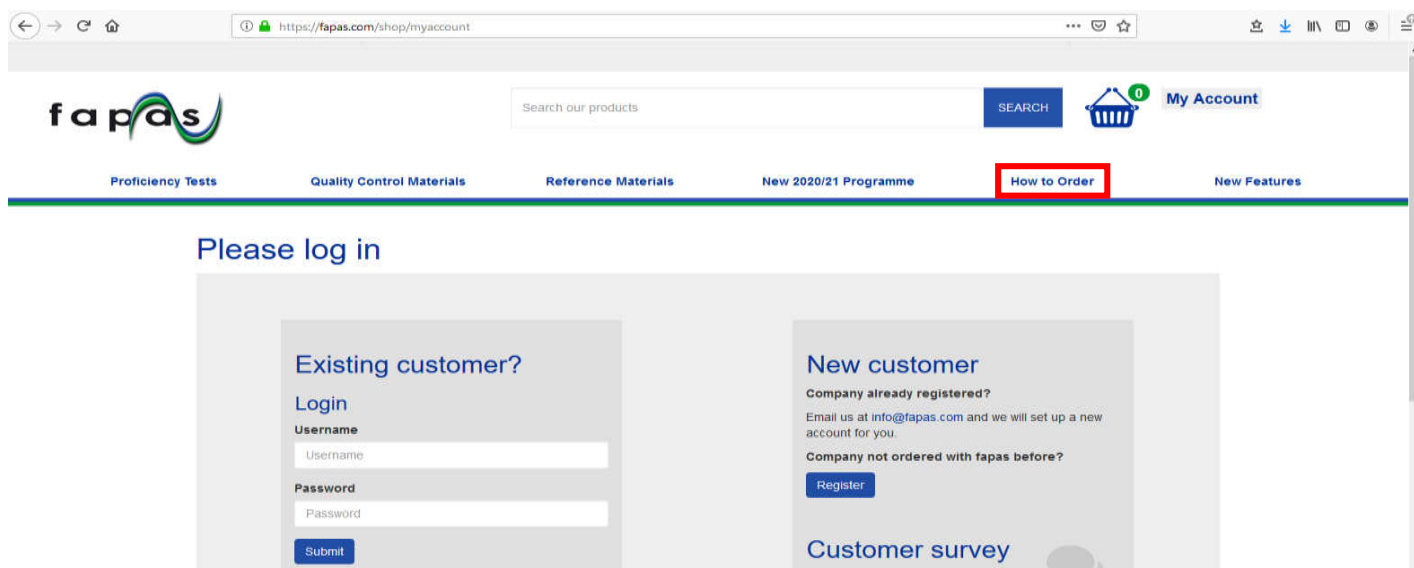 https://fapas.com/shop/myaccount
fapas
Search our products
SEARCH
0
My Account
Proficiency Tests
Quality Control Materials
Reference Materials
New 2020/21 Programme
How to Order
New Features
Please log in
Existing customer?
Login
Username
Username
Password
Password
Submit
New customer
Company already registered?
Email us at info@fapas.com and we will set up a new
account for you.
Company not ordered with fapas before?
Register
Customer survey